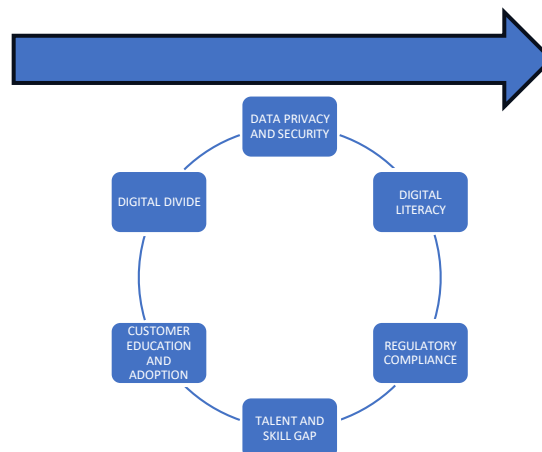 DATA PRIVACY
AND SECURITY
DIGITAL
LITERACY
REGULATORY
COMPLIANCE
TALENT AND
SKILL GAP
CUSTOMER
EDUCATION
AND
ADOPTION
DIGITAL DIVIDE